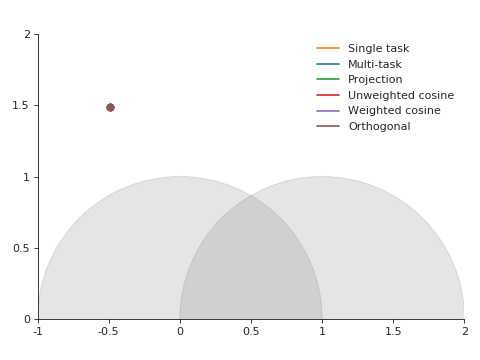 2
1.5
1
0.5
0
-1
-0.5
0
0.5
1
1.5
2
Single task
Multi-task
Projection
Unweighted cosine
Weighted cosine
Orthogonal